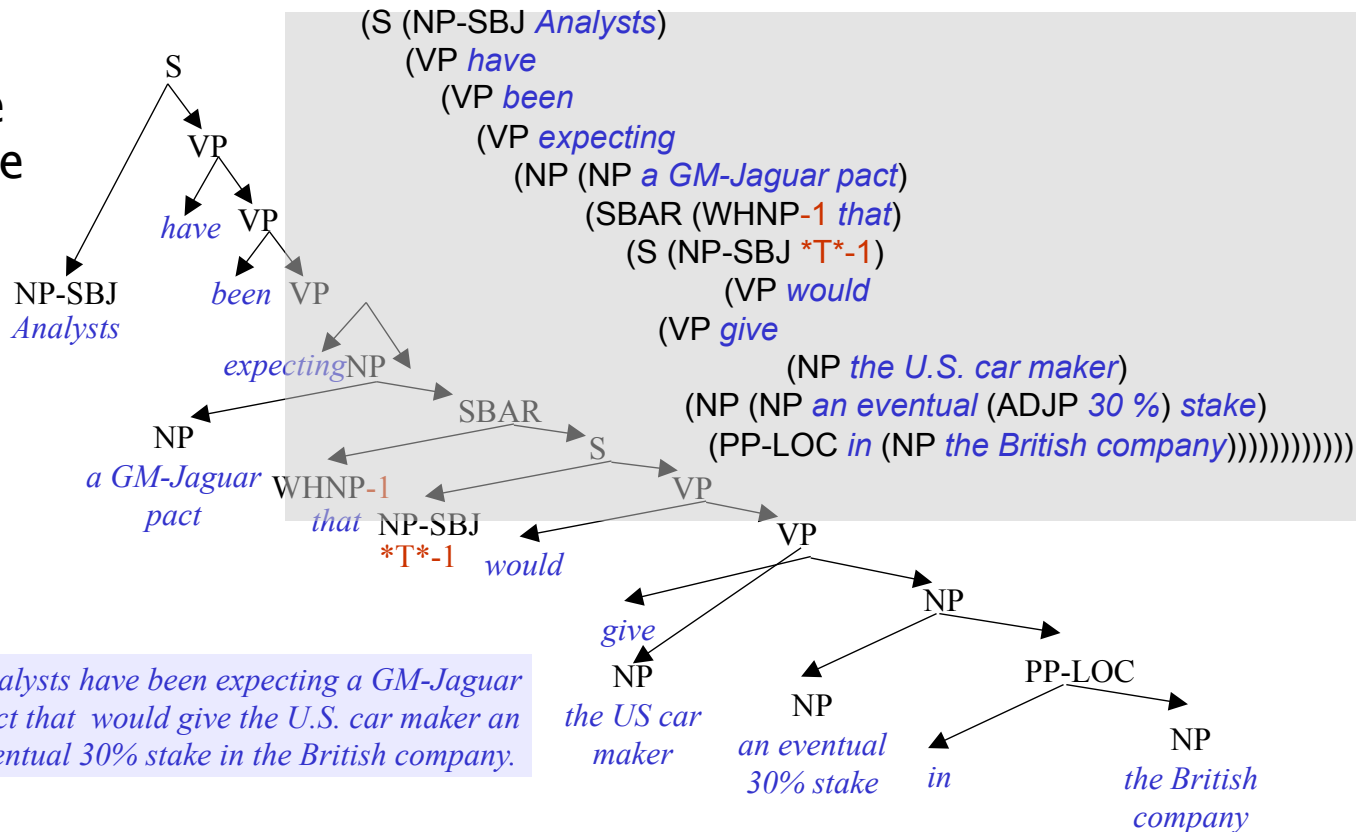 (S (NP-SBJ Analysts)
(VP have
(VP been
(VP expecting
(NP (NP a GM-Jaguar pact)
(SBAR (WHNP-1 that)
(S (NP-SBJ *T*-1)
(VP would
(VP give
(NP the U.S. car maker)
(NP (NP an eventual (ADJP 30 %) stake)
(PP-LOC in (NP the British company))))))))))))
e
e
S
VP
have VP
NP-SBJ been VP
Analysts
expecting NP
SBAR
NP S
a GM-Jaguar WHNP-1 VP
pact that NP-SBJ VP
*T*-1 would
NP
give
NP PP-LOC
the US car NP
maker an eventual in NP
30% stake the British
company
alysts have been expecting a GM-Jaguar
ct that would give the U.S. car maker an
entual 30% stake in the British company.